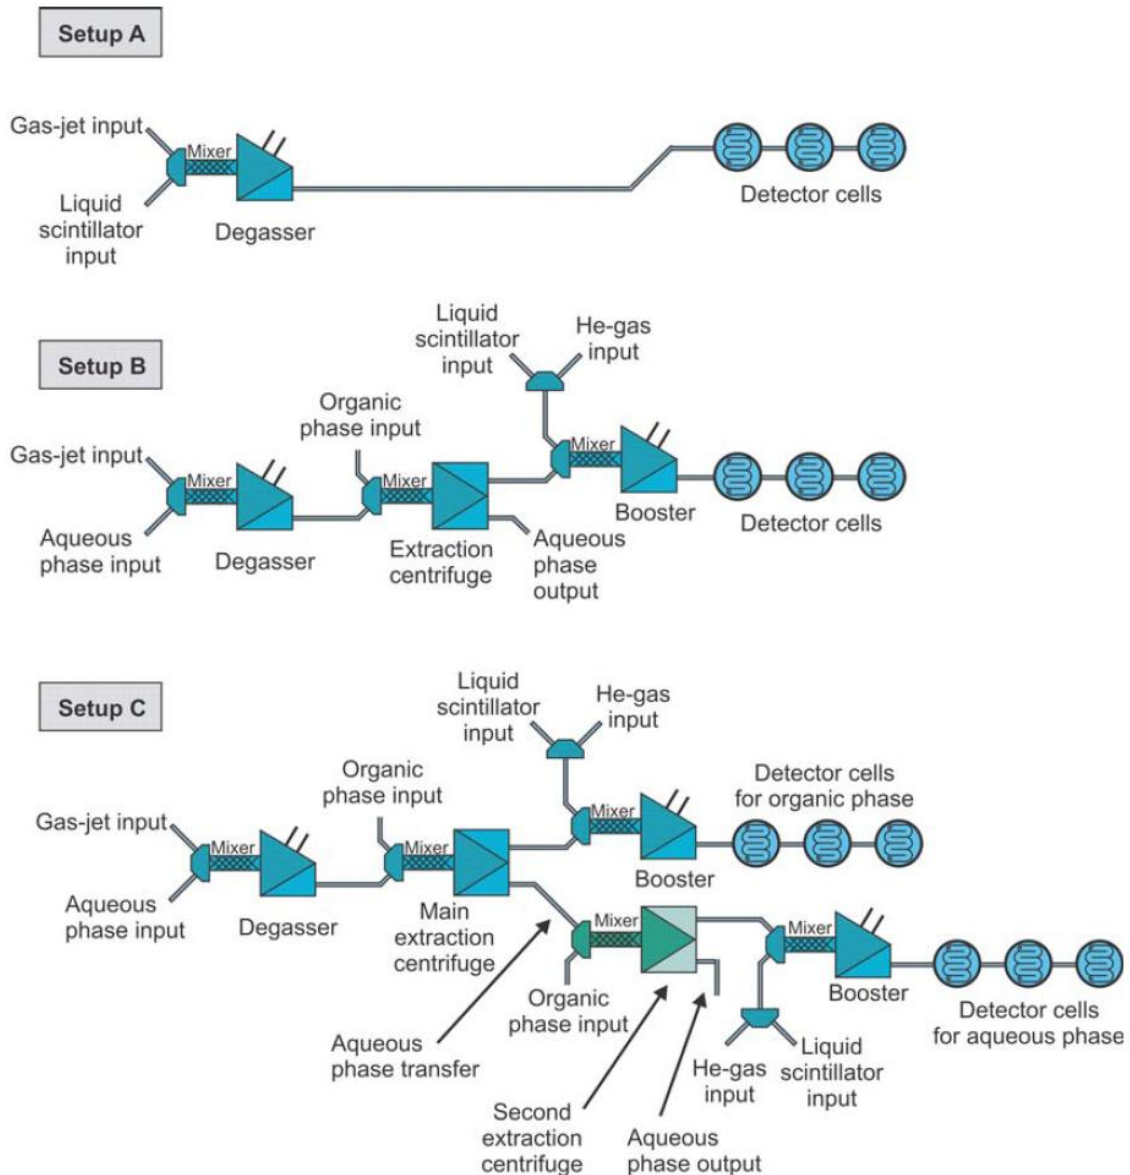 Setup A
Gas-jet input
Mixer
Liquid
scintillator
input
Degasser
Detector cells
Setup B
Liquid
scintillator
input
He-gas
input
Organic
phase input
Gas-jet input
Mixer
Mixer
Mixer
Aqueous
phase input
Degasser
Extraction
centrifuge
Aqueous
phase
output
Booster
Detector cells
Setup C
Liquid
scintillator
input
He-gas
input
Organic
phase input
Detector cells
for organic phase
Gas-jet input
Mixer
Mixer
Mixer
Aqueous
phase input
Degasser
Main
extraction
centrifuge
Booster
Mixer
Mixer
Organic
phase input
Booster
Detector cells
for aqueous phase
Aqueous
phase transfer
He-gas
input
Liquid
scintillator
input
Second
extraction
centrifuge
Aqueous
phase output